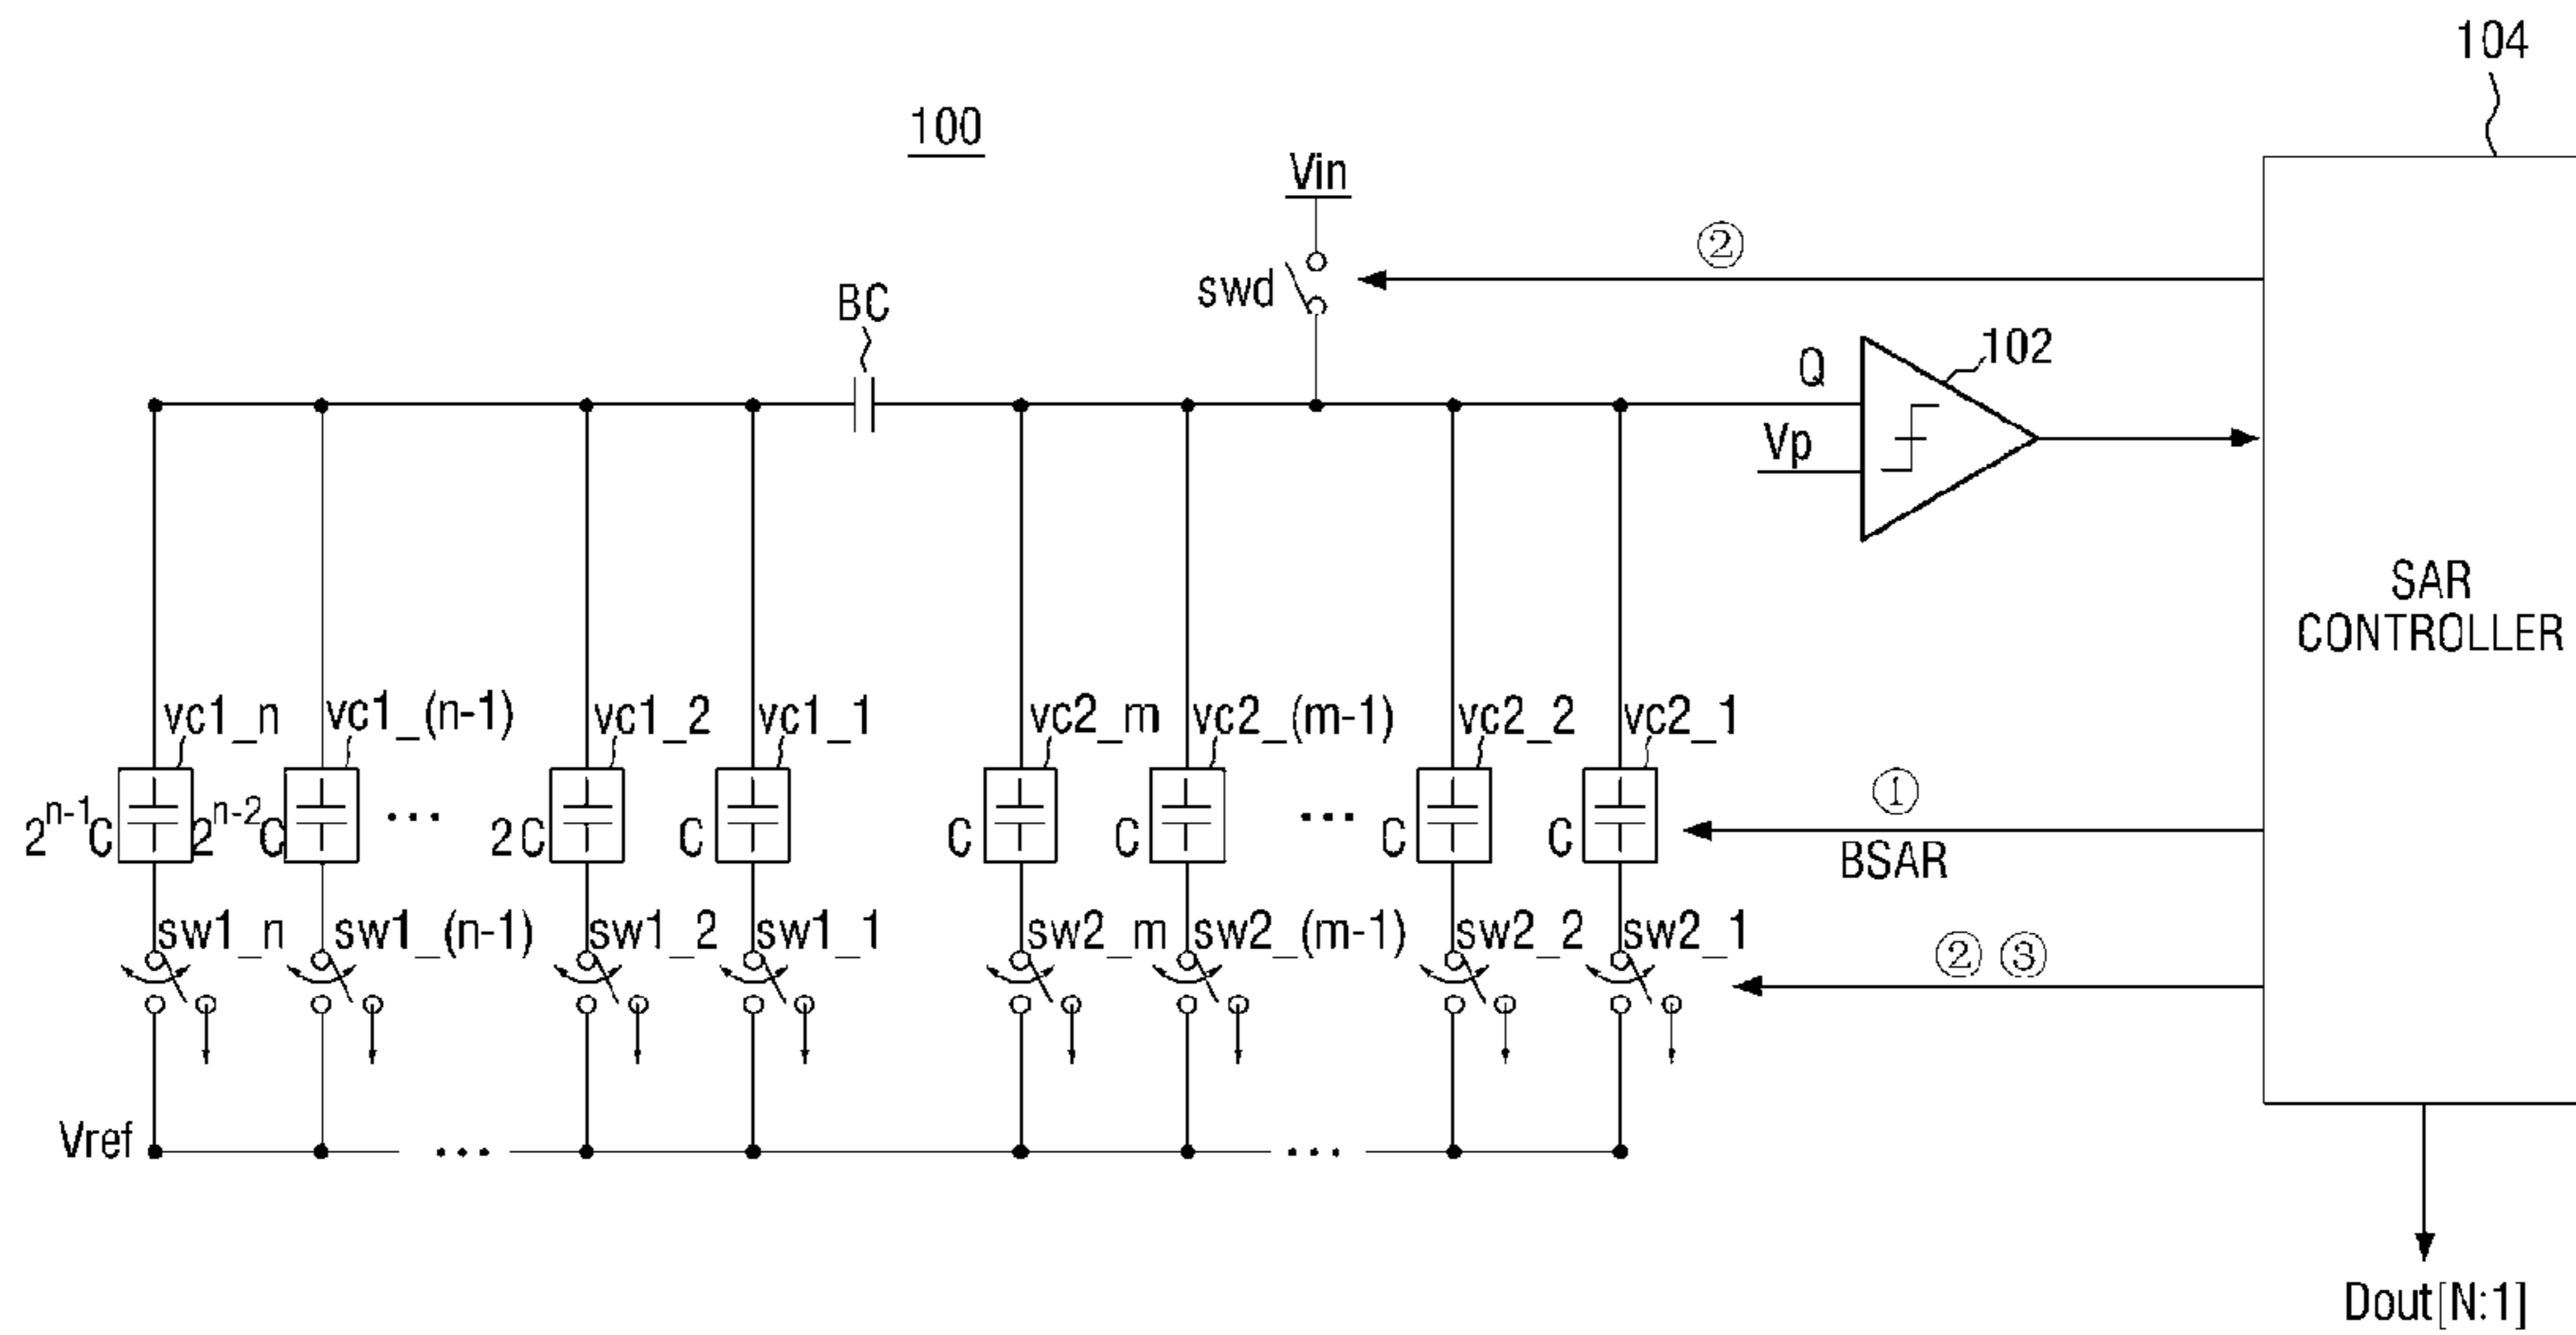 104
100
Vin
②
swd
BC
Q
102
Vp
SAR
CONTROLLER
vc1_n
vc1_(n-1)
vc1_2
vc1_1
vc2_m
vc2_(m-1)
vc2_2
vc2_1
2ⁿ⁻¹C
2ⁿ⁻²C
...
2C
C
C
C
...
C
C
①
BSAR
sw1_n
sw1_(n-1)
sw1_2
sw1_1
sw2_m
sw2_(m-1)
sw2_2
sw2_1
② ③
Vref
...
...
Dout[N:1]